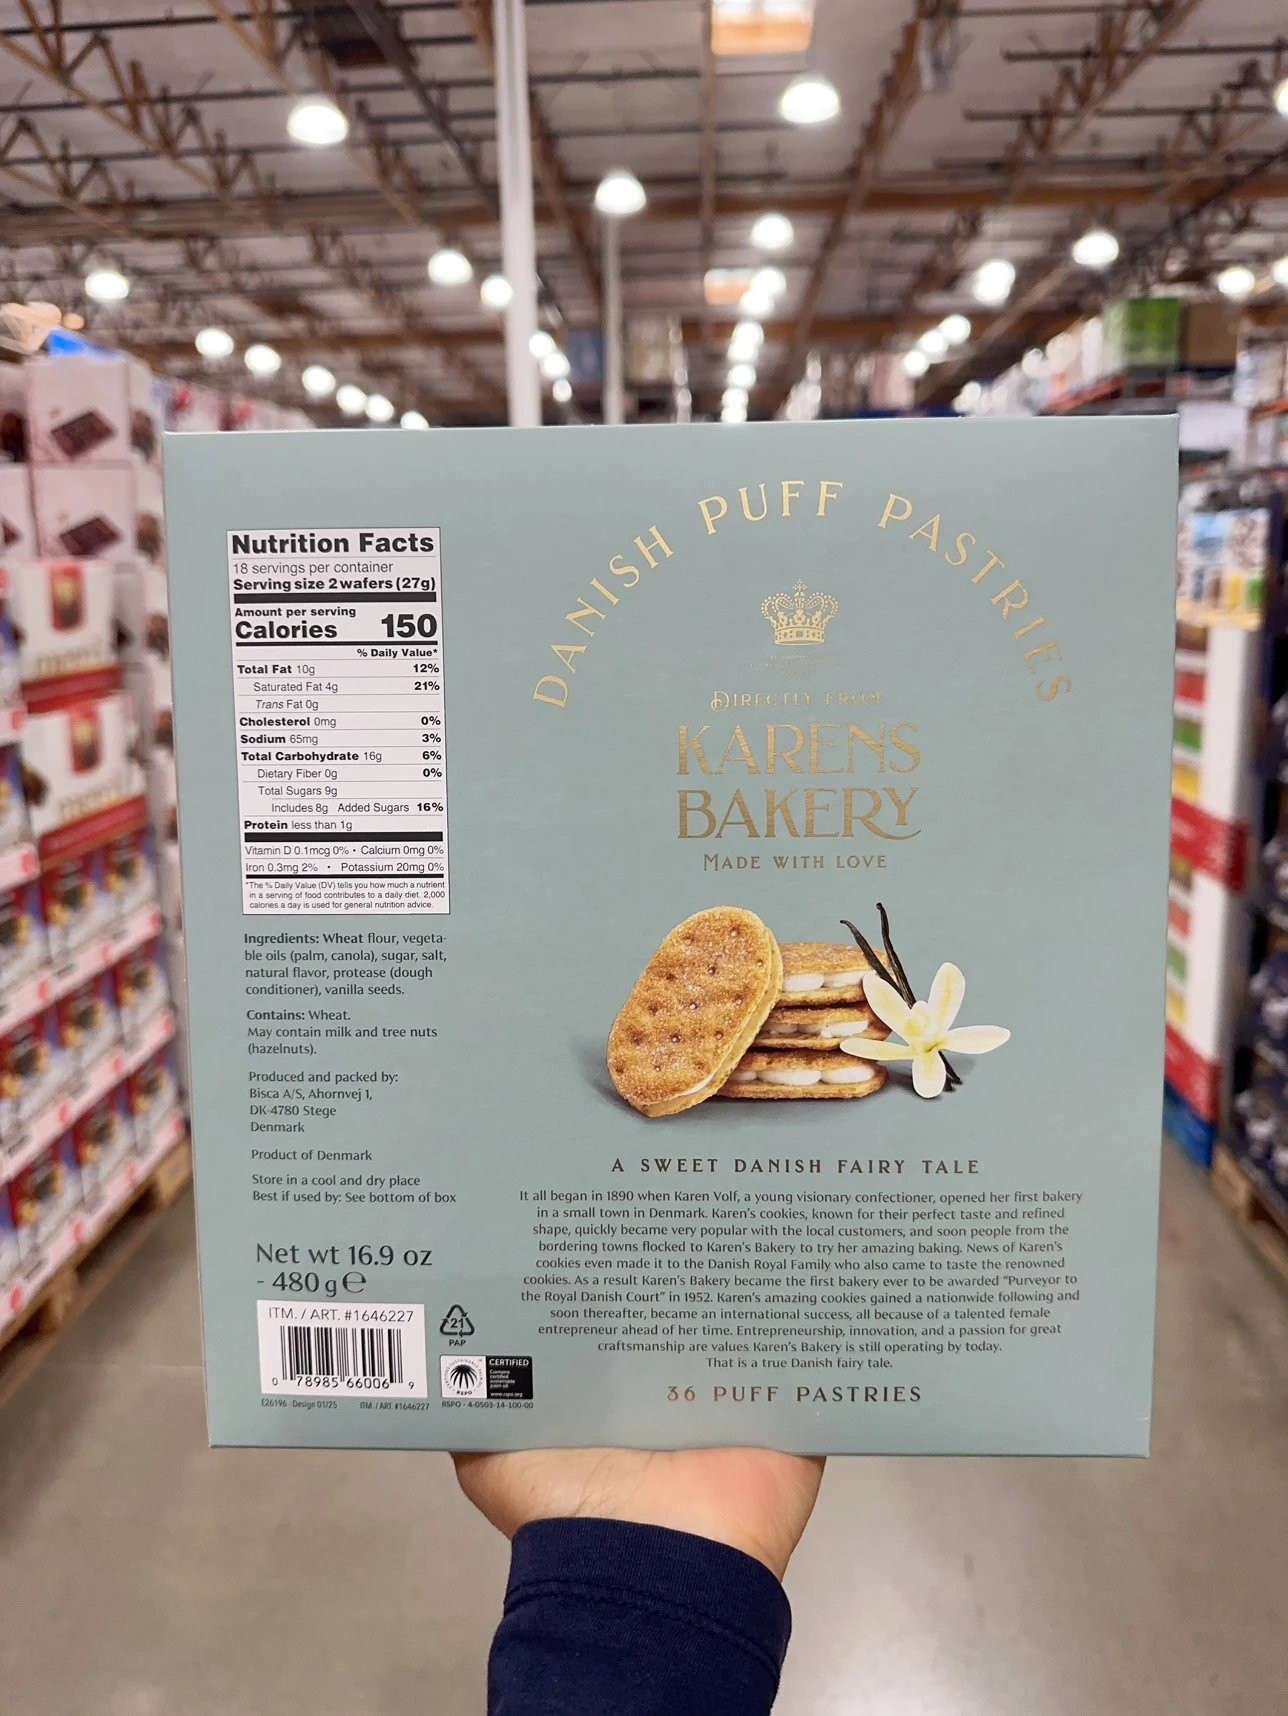 DANISH PUFF PASTRIES
DIRECTLY FROM
KARENS
BAKERY
MADE WITH LOVE
Nutrition Facts
18 servings per container
Serving size 2 wafers (27g)
Amount per serving
Calories 150
% Daily Value*
Total Fat 10g 12%
Saturated Fat 4g 21%
Trans Fat 0g
Cholesterol 0mg 0%
Sodium 65mg 3%
Total Carbohydrate 16g 6%
Dietary Fiber 0g 0%
Total Sugars 9g
Includes 8g Added Sugars 16%
Protein less than 1g
Vitamin D 0.1mcg 0% • Calcium 0mg 0%
Iron 0.3mg 2% • Potassium 20mg 0%
*The % Daily Value (DV) tells you how much a nutrient
in a serving of food contributes to a daily diet. 2,000
calories a day is used for general nutrition advice.
Ingredients: Wheat flour, vegeta-
ble oils (palm, canola), sugar, salt,
natural flavor, protease (dough
conditioner), vanilla seeds.
Contains: Wheat.
May contain milk and tree nuts
(hazelnuts).
Produced and packed by:
Bisca A/S, Ahornvej 1,
DK-4780 Stege
Denmark
Product of Denmark
Store in a cool and dry place
Best if used by: See bottom of box
Net wt 16.9 oz
- 480 g ℮
ITM. / ART. #1646227
0 78985 66006 9
E26196 - Design 01/25 ITM. / ART. #1646227
21
PAP
RSPO
CERTIFIED
Contains
certified
sustainable
palm oil
www.rspo.org
RSPO - 4-0503-14-100-00
A SWEET DANISH FAIRY TALE
It all began in 1890 when Karen Volf, a young visionary confectioner, opened her first bakery
in a small town in Denmark. Karen's cookies, known for their perfect taste and refined
shape, quickly became very popular with the local customers, and soon people from the
bordering towns flocked to Karen's Bakery to try her amazing baking. News of Karen's
cookies even made it to the Danish Royal Family who also came to taste the renowned
cookies. As a result Karen's Bakery became the first bakery ever to be awarded "Purveyor to
the Royal Danish Court" in 1952. Karen's amazing cookies gained a nationwide following and
soon thereafter, became an international success, all because of a talented female
entrepreneur ahead of her time. Entrepreneurship, innovation, and a passion for great
craftsmanship are values Karen's Bakery is still operating by today.
That is a true Danish fairy tale.
36 PUFF PASTRIES